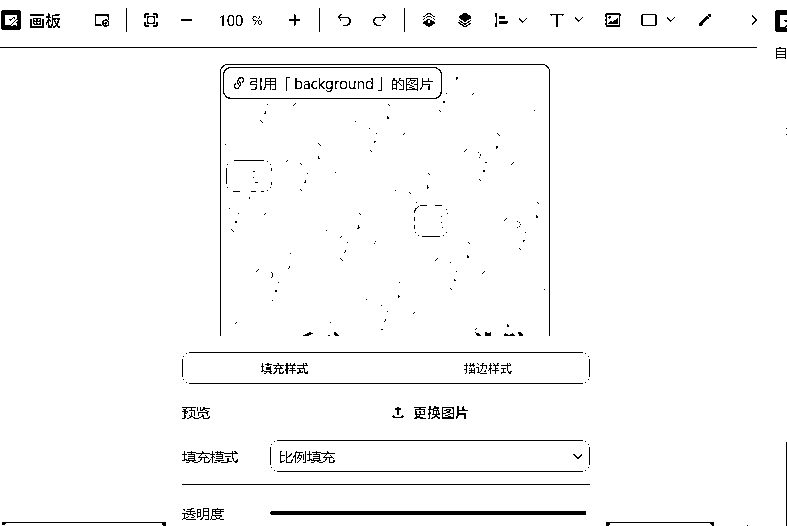 画板
100 %
自
引用「background」的图片
填充样式 描边样式
预览 更换图片
填充模式 比例填充
透明度